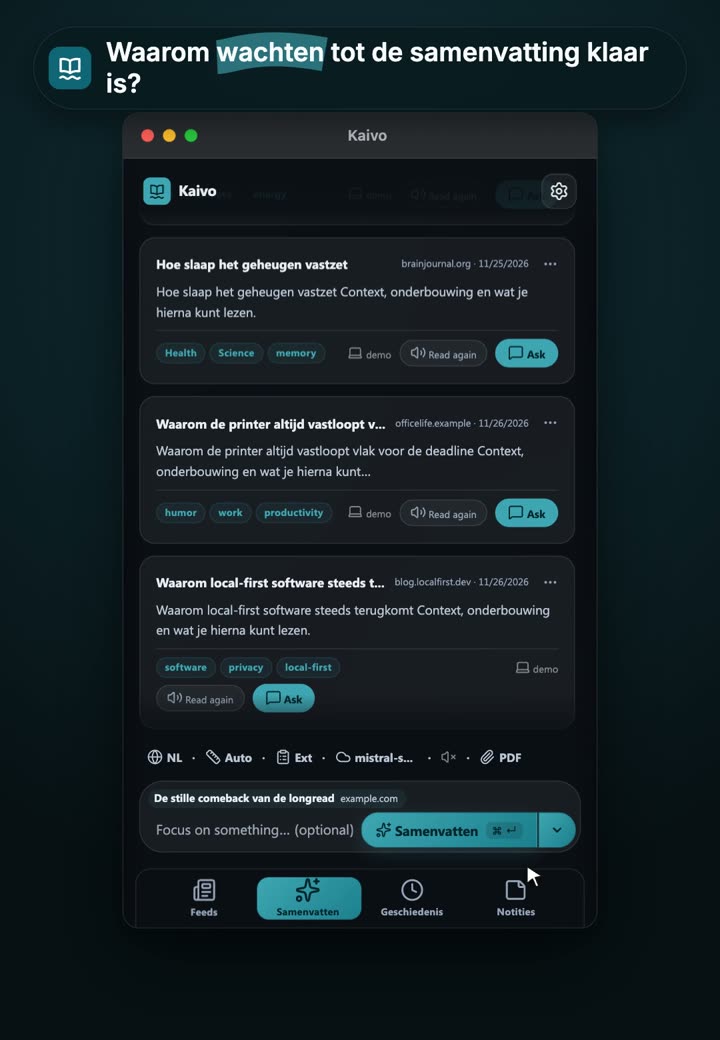 Waarom wachten tot de samenvatting klaar
is?
Kaivo
Kaivo
energy
demo
Read again
Hoe slaap het geheugen vastzet
brainjournal.org · 11/25/2026
Hoe slaap het geheugen vastzet Context, onderbouwing en wat je
hierna kunt lezen.
Health
Science
memory
demo
Read again
Ask
Waarom de printer altijd vastloopt v...
officelife.example · 11/26/2026
Waarom de printer altijd vastloopt vlak voor de deadline Context,
onderbouwing en wat je hierna kunt...
humor
work
productivity
demo
Read again
Ask
Waarom local-first software steeds t...
blog.localfirst.dev · 11/26/2026
Waarom local-first software steeds terugkomt Context, onderbouwing
en wat je hierna kunt lezen.
software
privacy
local-first
demo
Read again
Ask
NL · Auto · Ext · mistral-s... · · PDF
De stille comeback van de longread example.com
Focus on something... (optional)
Samenvatten ⌘ ↵
Feeds
Samenvatten
Geschiedenis
Notities